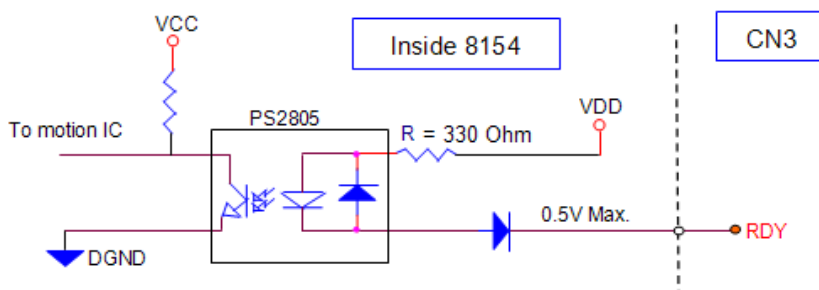 VCC
Inside 8154
CN3
PS2805
VDD
To motion IC
R = 330 Ohm
0.5V Max.
RDY
DGND